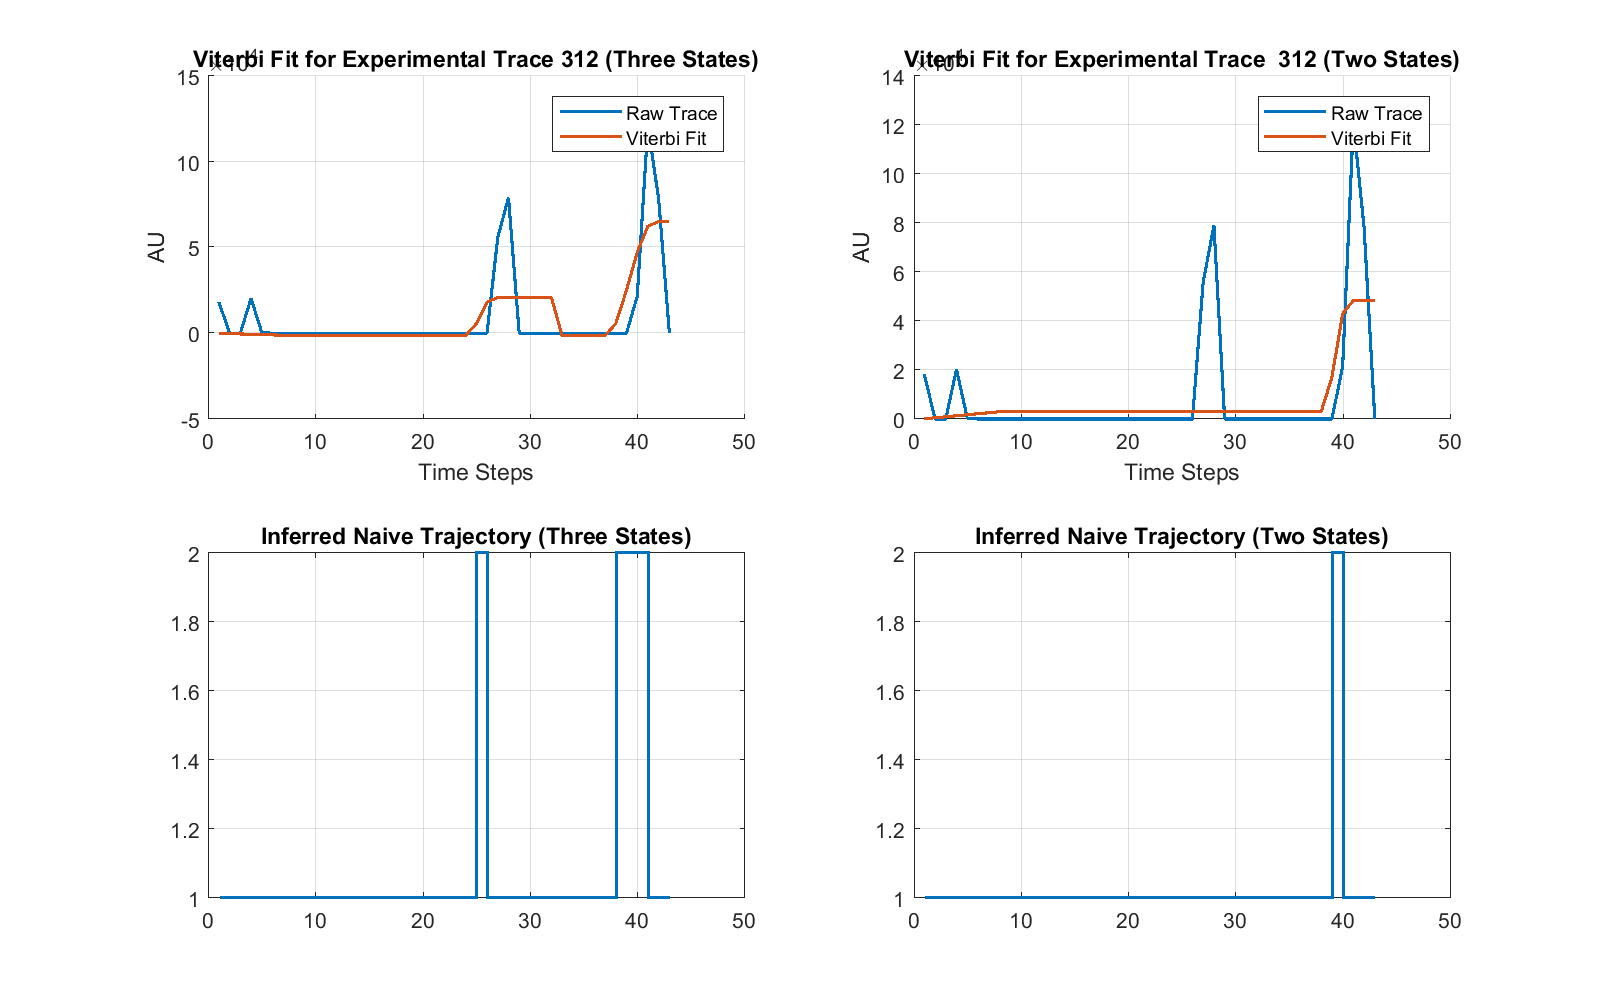 Viterbi Fit for Experimental Trace 312 (Three States)
15
10
5
0
-5
AU
0 10 20 30 40 50
Time Steps
Raw Trace
Viterbi Fit
Viterbi Fit for Experimental Trace 312 (Two States)
14
12
10
8
6
4
2
0
AU
0 10 20 30 40 50
Time Steps
Raw Trace
Viterbi Fit
Inferred Naive Trajectory (Three States)
2
1.8
1.6
1.4
1.2
1
0 10 20 30 40 50
Inferred Naive Trajectory (Two States)
2
1.8
1.6
1.4
1.2
1
0 10 20 30 40 50